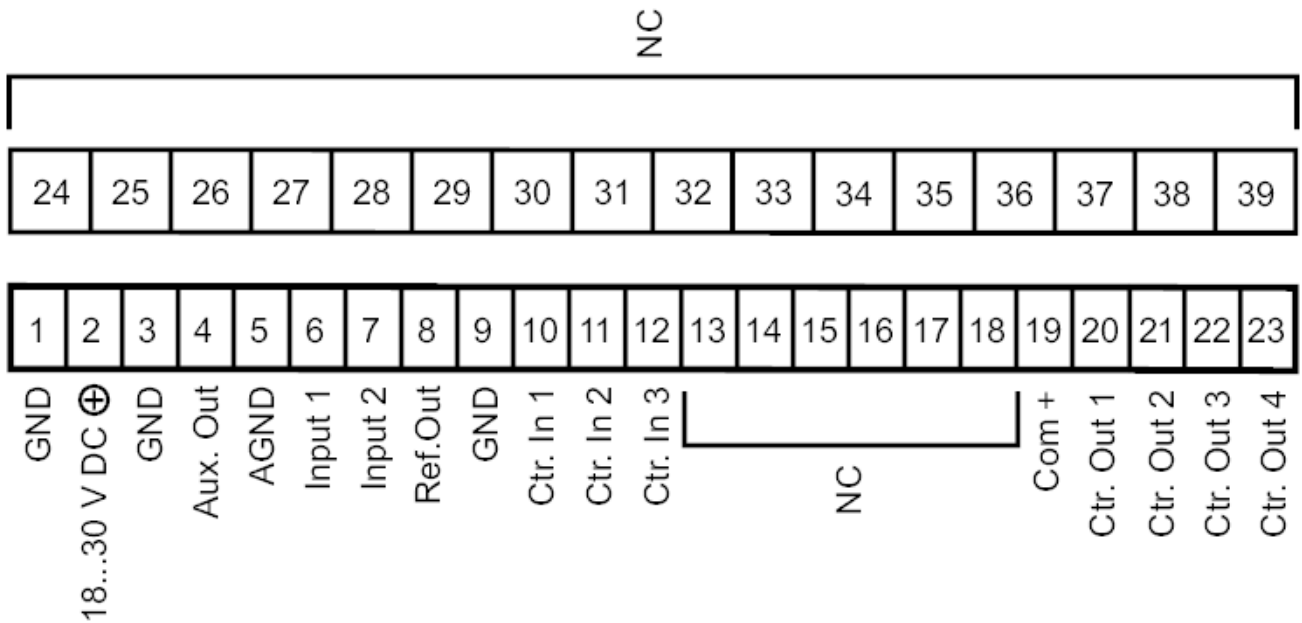 NC
24 25 26 27 28 29 30 31 32 33 34 35 36 37 38 39
1 2 3 4 5 6 7 8 9 10 11 12 13 14 15 16 17 18 19 20 21 22 23
GND
18...30 V DC ⊕
GND
Aux. Out
AGND
Input 1
Input 2
Ref.Out
GND
Ctr. In 1
Ctr. In 2
Ctr. In 3
NC
Com +
Ctr. Out 1
Ctr. Out 2
Ctr. Out 3
Ctr. Out 4